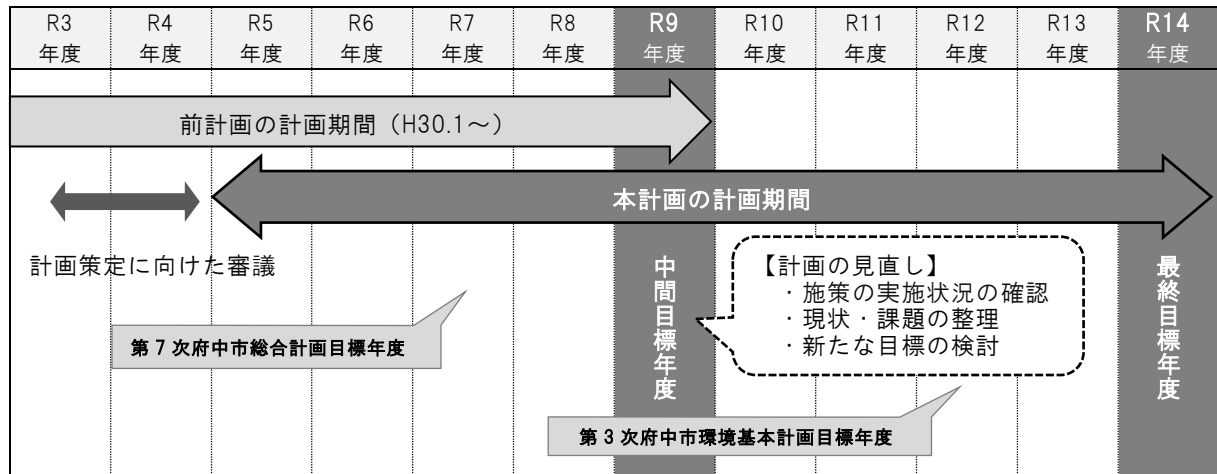 R3 R4 R5 R6 R7 R8 R9 R10 R11 R12 R13 R14
年度 年度 年度 年度 年度 年度 年度 年度 年度 年度 年度 年度
前計画の計画期間（H30.1～）
本計画の計画期間
計画策定に向けた審議
中間目標年度
【計画の見直し】
・施策の実施状況の確認
・現状・課題の整理
・新たな目標の検討
最終目標年度
第７次府中市総合計画目標年度
第３次府中市環境基本計画目標年度